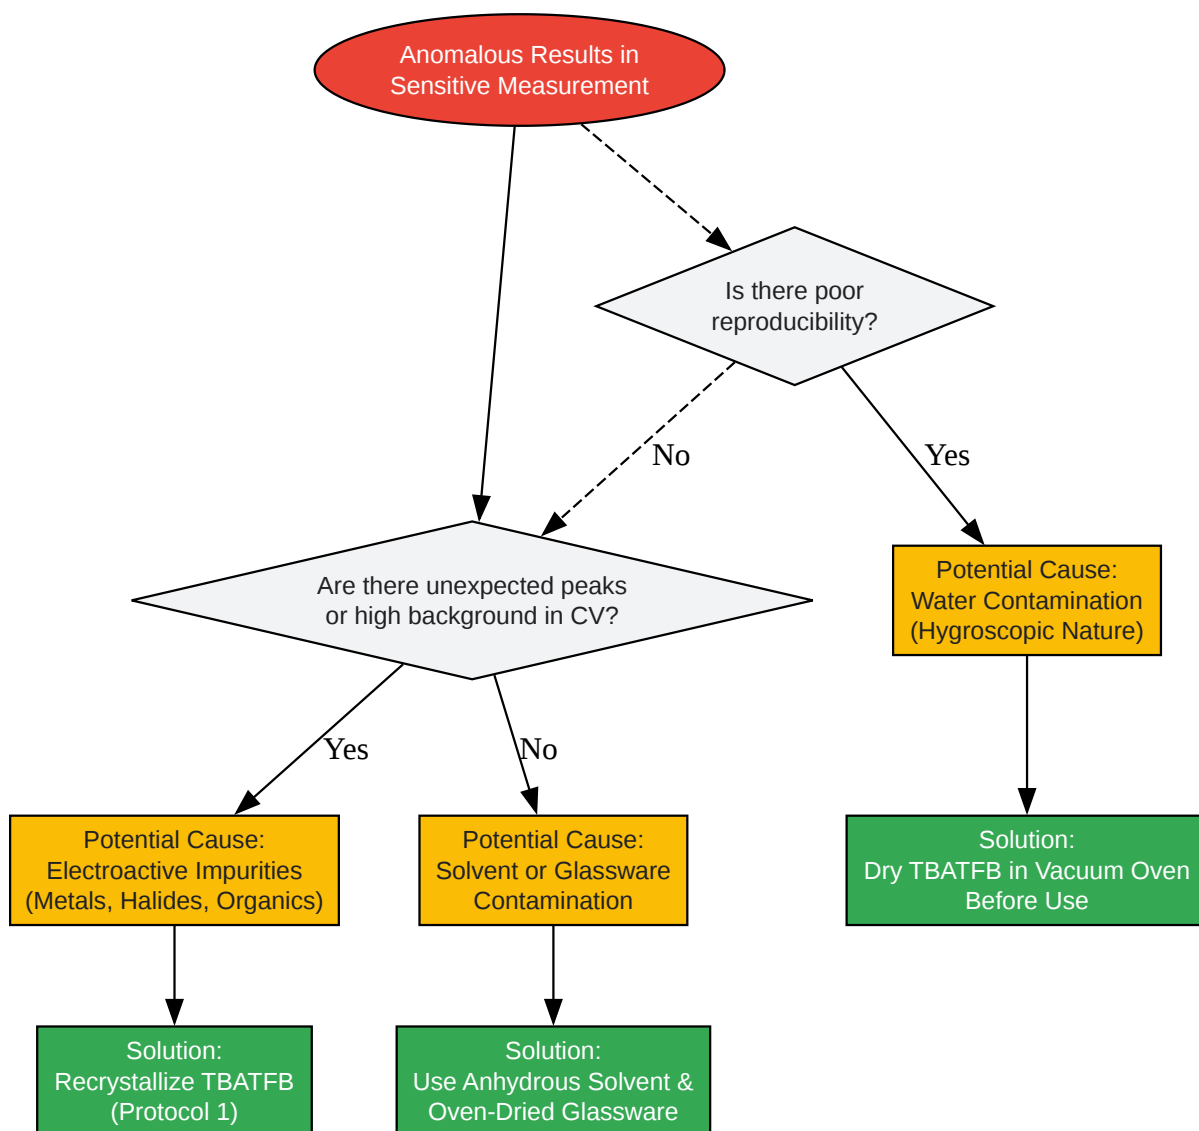 Anomalous Results in
Sensitive Measurement
Is there poor
reproducibility?
No
Yes
Are there unexpected peaks
or high background in CV?
Potential Cause:
Water Contamination
(Hygroscopic Nature)
Yes
No
Potential Cause:
Electroactive Impurities
(Metals, Halides, Organics)
Potential Cause:
Solvent or Glassware
Contamination
Solution:
Dry TBATFB in Vacuum Oven
Before Use
Solution:
Recrystallize TBATFB
(Protocol 1)
Solution:
Use Anhydrous Solvent &
Oven-Dried Glassware